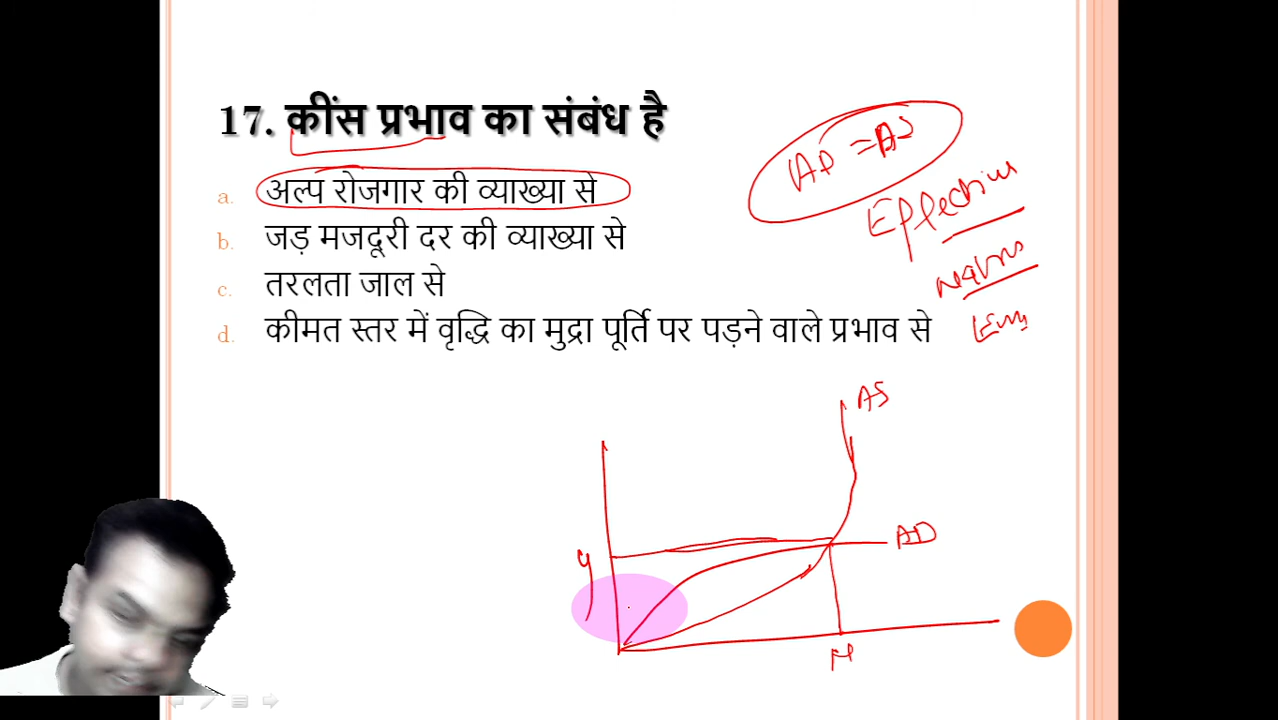 17. कींस प्रभाव का संबंध है
a. अल्प रोजगार की व्याख्या से
b. जड़ मजदूरी दर की व्याख्या से
c. तरलता जाल से
d. कीमत स्तर में वृद्धि का मुद्रा पूर्ति पर पड़ने वाले प्रभाव से
AD = AS
Effective
AS
AD
y
N